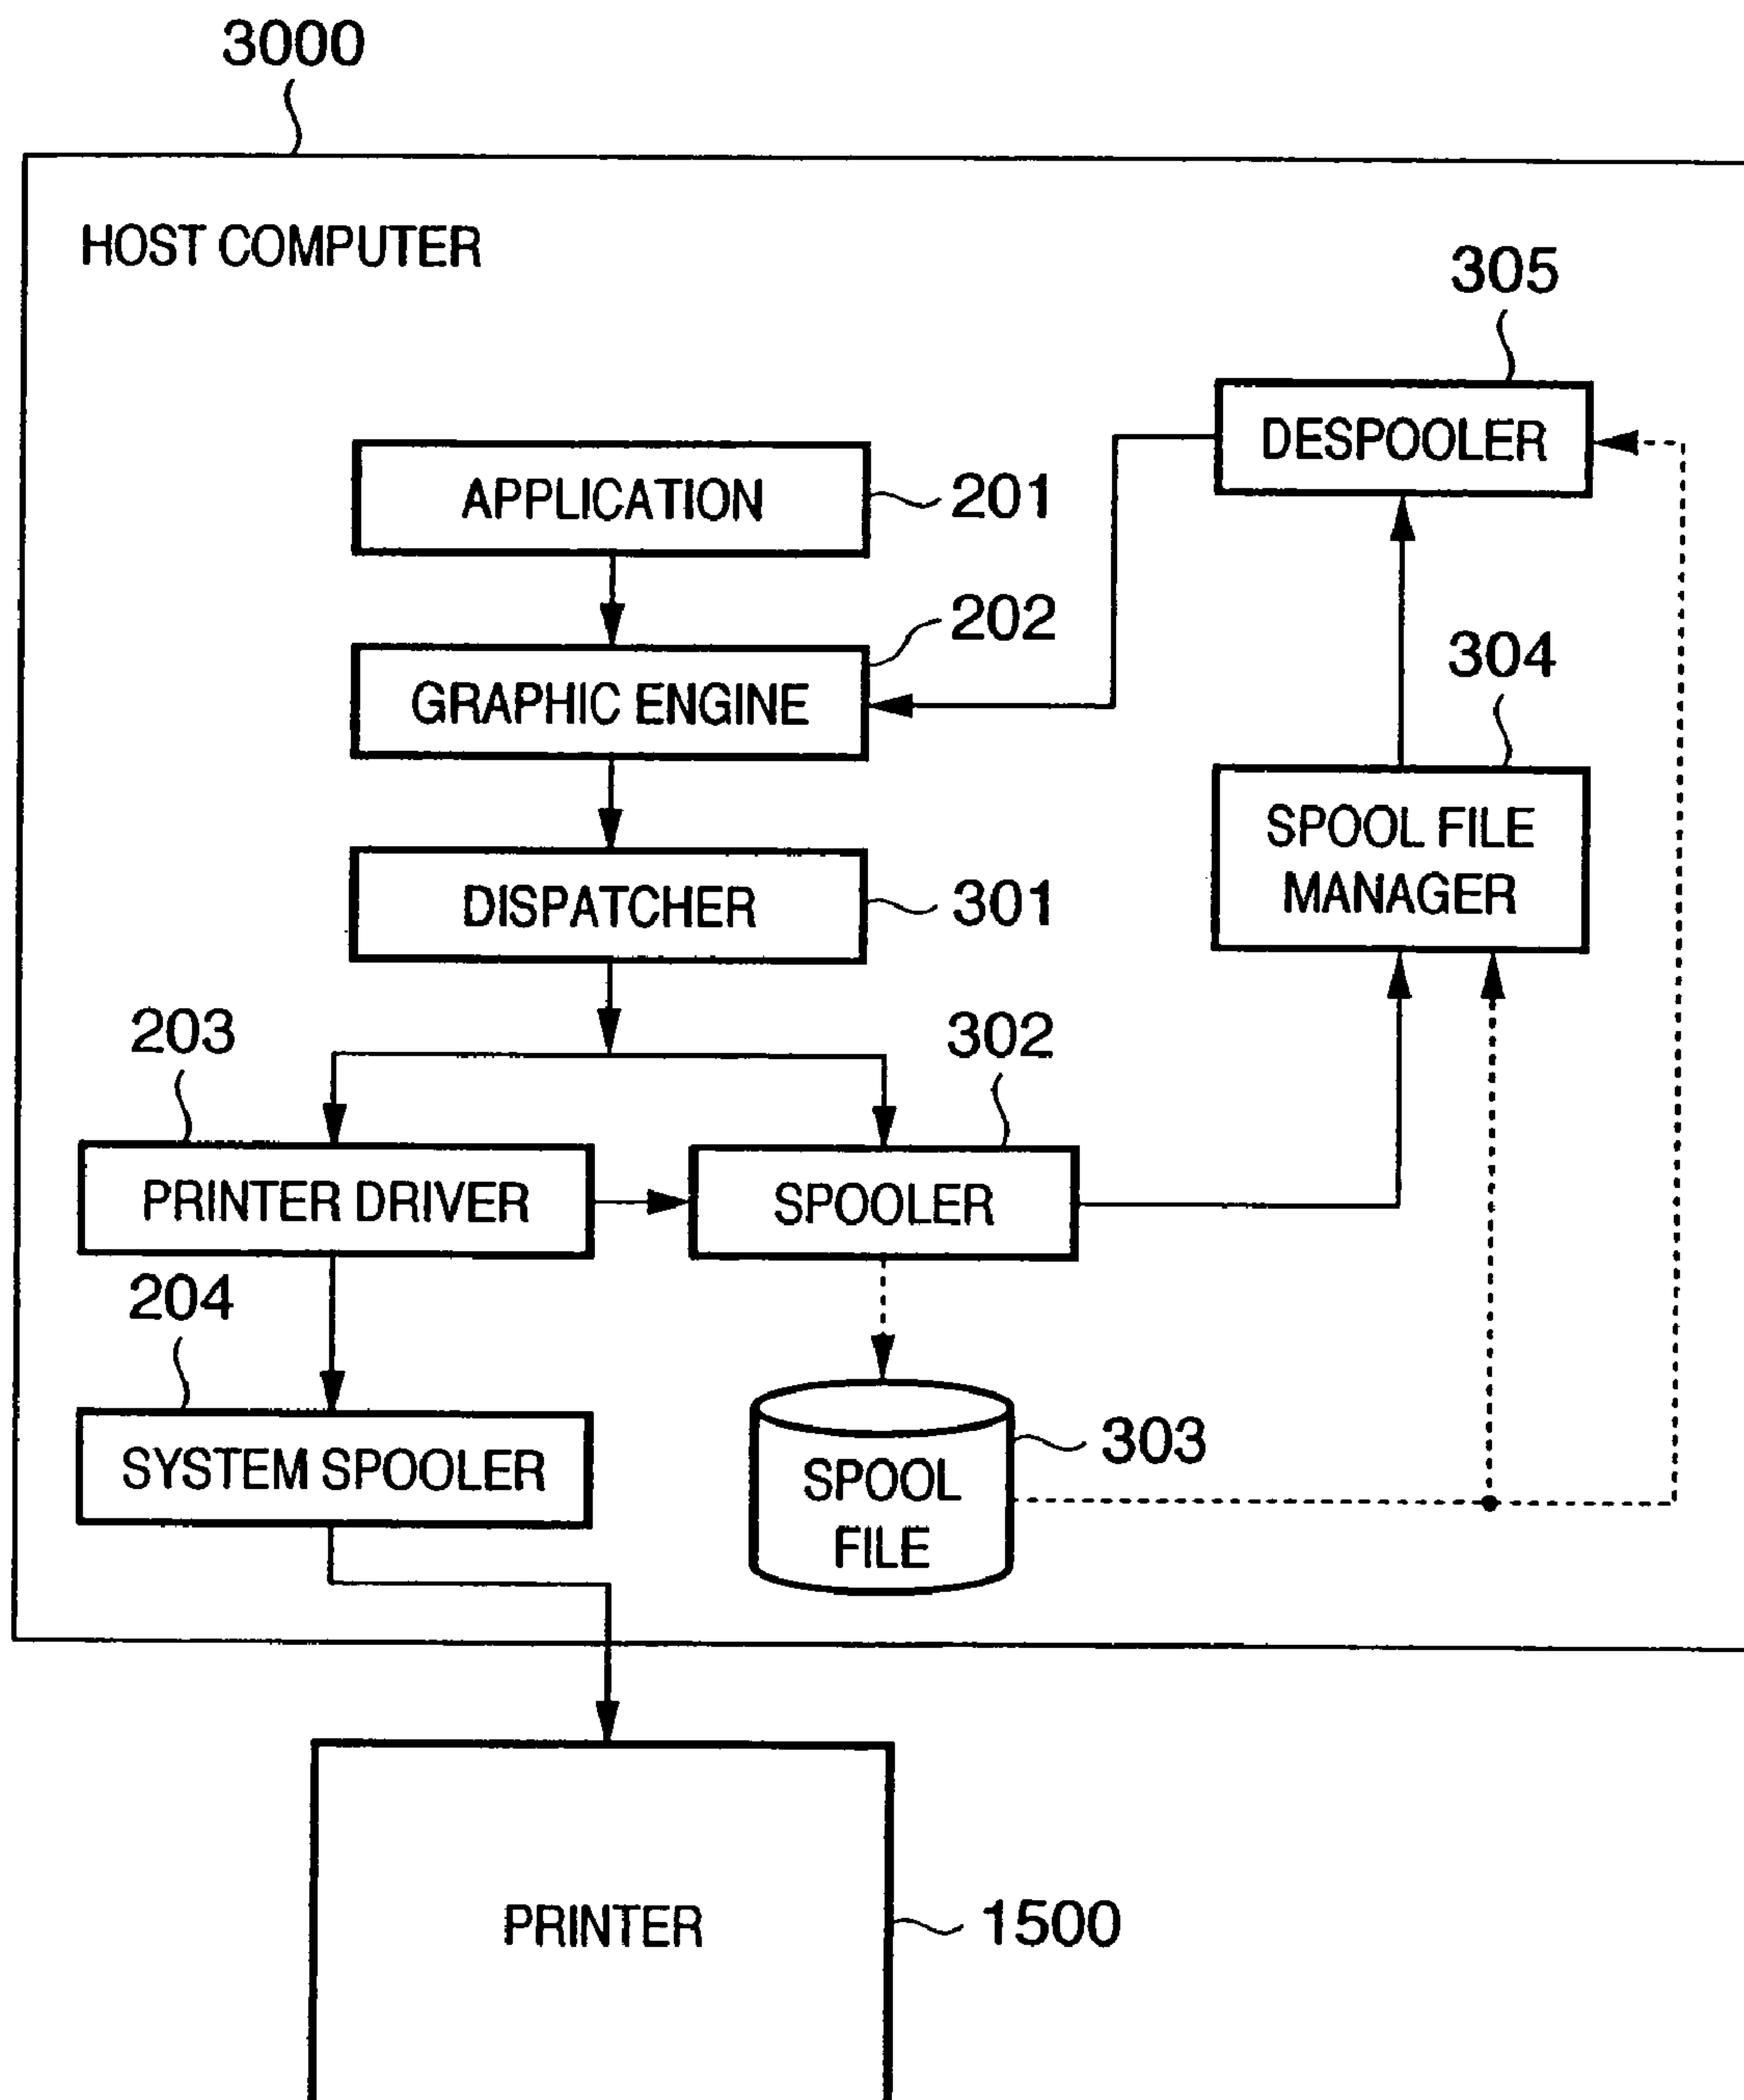 3000
HOST COMPUTER
305
DESPOOLER
APPLICATION
201
202
GRAPHIC ENGINE
304
SPOOL FILE
MANAGER
DISPATCHER
301
203
302
PRINTER DRIVER
SPOOLER
204
SYSTEM SPOOLER
303
SPOOL
FILE
PRINTER
1500